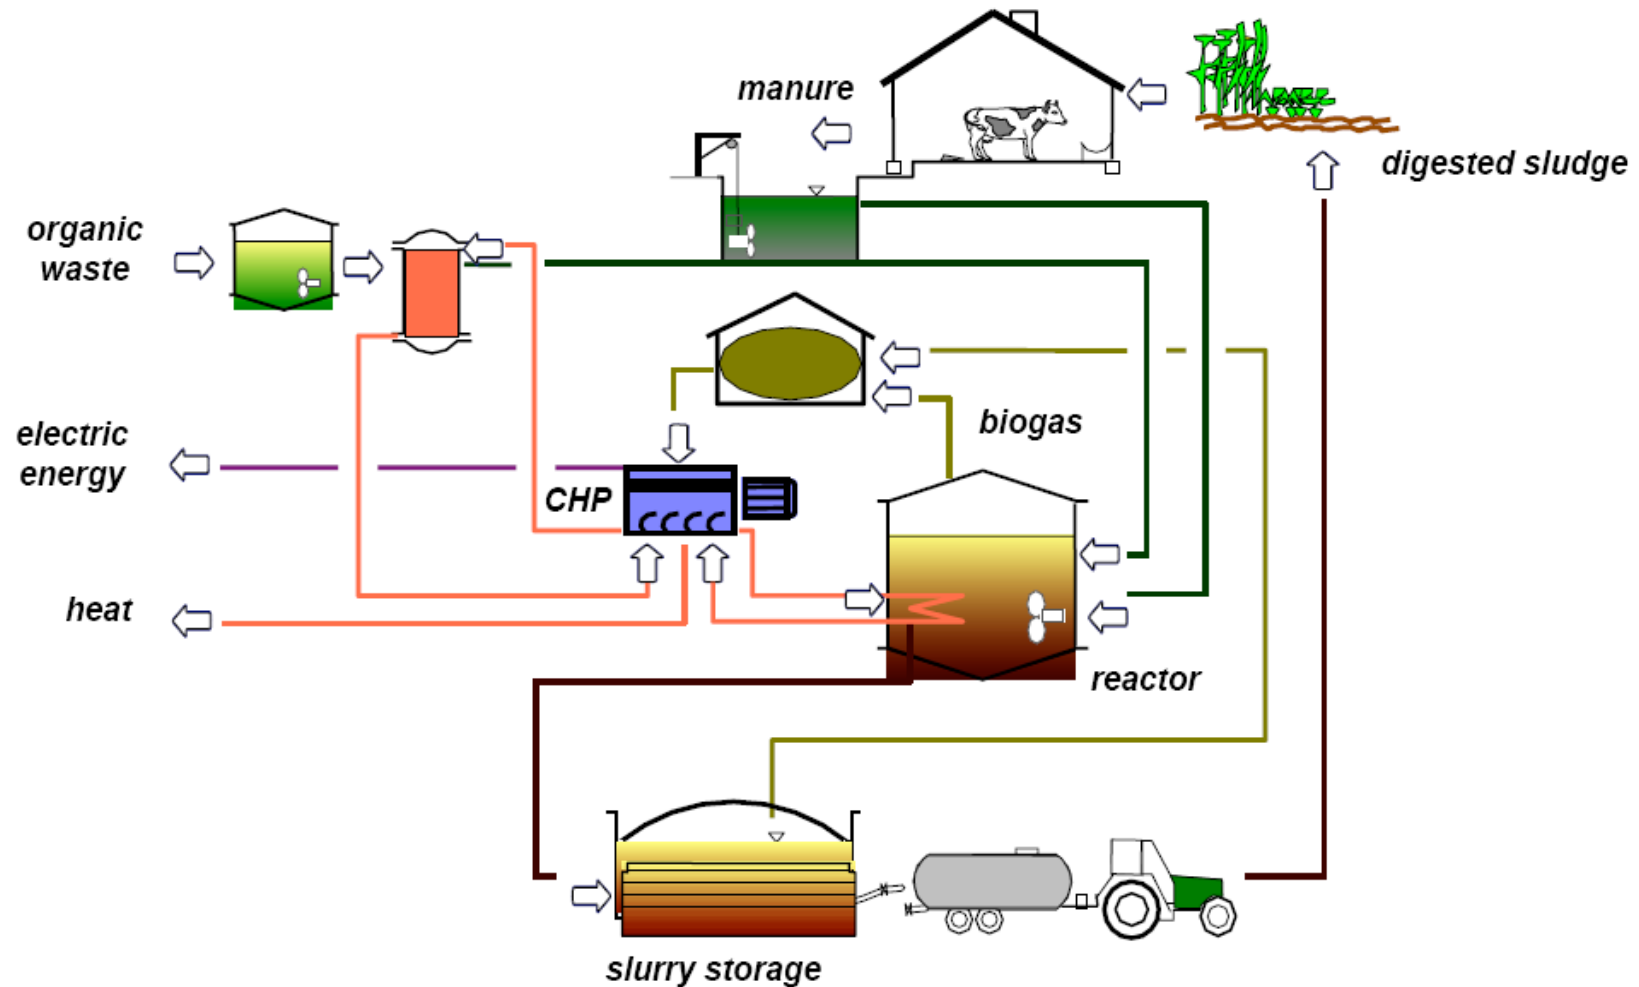 manure
digested sludge
organic
waste
biogas
electric
energy
CHP
heat
reactor
slurry storage